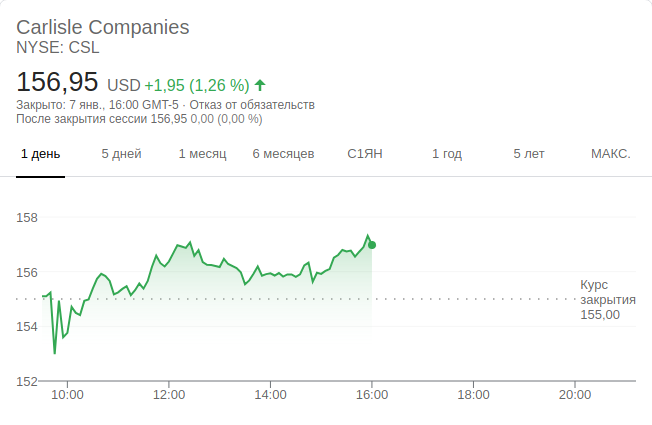 Carlisle Companies
NYSE: CSL
156,95 USD +1,95 (1,26 %)
Закрыто: 7 янв., 16:00 GMT-5 · Отказ от обязательств
После закрытия сессии 156,95 0,00 (0,00 %)
1 день 5 дней 1 месяц 6 месяцев С1ЯН 1 год 5 лет МАКС.
158
156
Курс
закрытия
155,00
154
152
10:00 12:00 14:00 16:00 18:00 20:00